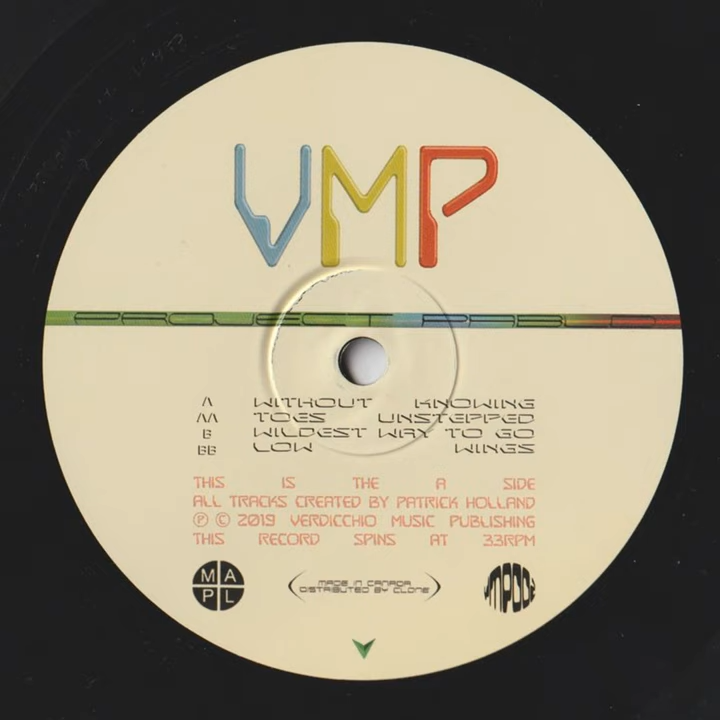 VMP
PROJECT PABLO
A WITHOUT KNOWING
AA TOES UNSTEPPED
B WILDEST WAY TO GO
BB LOW WINGS
THIS IS THE A SIDE
ALL TRACKS CREATED BY PATRICK HOLLAND
℗ © 2019 VERDICCHIO MUSIC PUBLISHING
THIS RECORD SPINS AT 33RPM
MAPL
MADE IN CANADA
DISTRIBUTED BY CLONE
VMP002